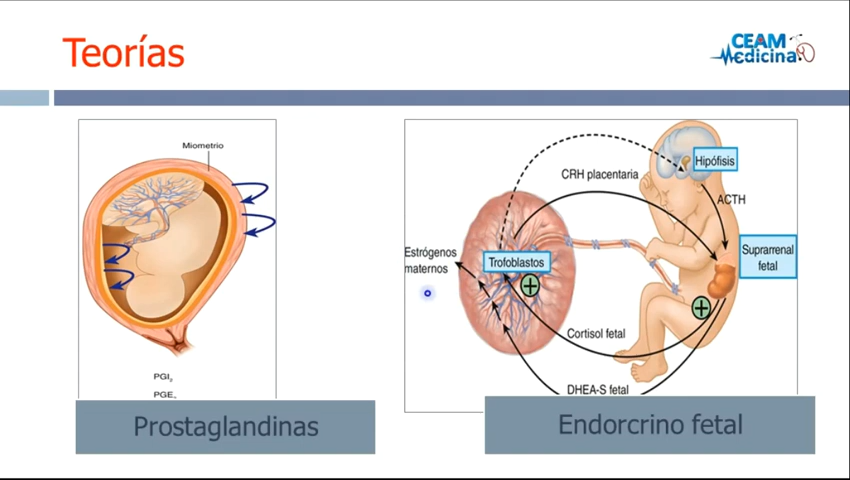 Teorías
CEAM
Medicina
Miometrio
PGI₂
PGE
Prostaglandinas
Hipófisis
CRH placentaria
ACTH
Estrógenos
maternos
Trofoblastos
Suprarrenal
fetal
+
+
Cortisol fetal
DHEA-S fetal
Endorcrino fetal